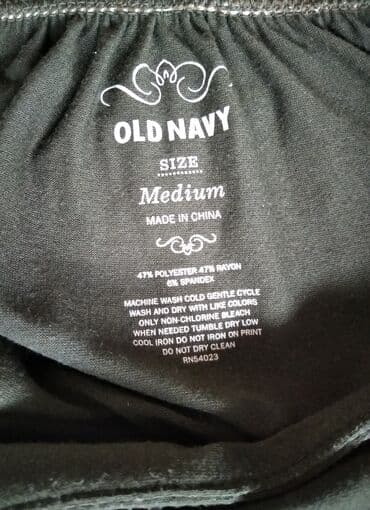 OLD NAVY
SIZE
Medium
MADE IN CHINA
47% POLYESTER 47% RAYON
6% SPANDEX
MACHINE WASH COLD GENTLE CYCLE
WASH AND DRY WITH LIKE COLORS
ONLY NON-CHLORINE BLEACH
WHEN NEEDED TUMBLE DRY LOW
COOL IRON DO NOT IRON ON PRINT
DO NOT DRY CLEAN
RN54023